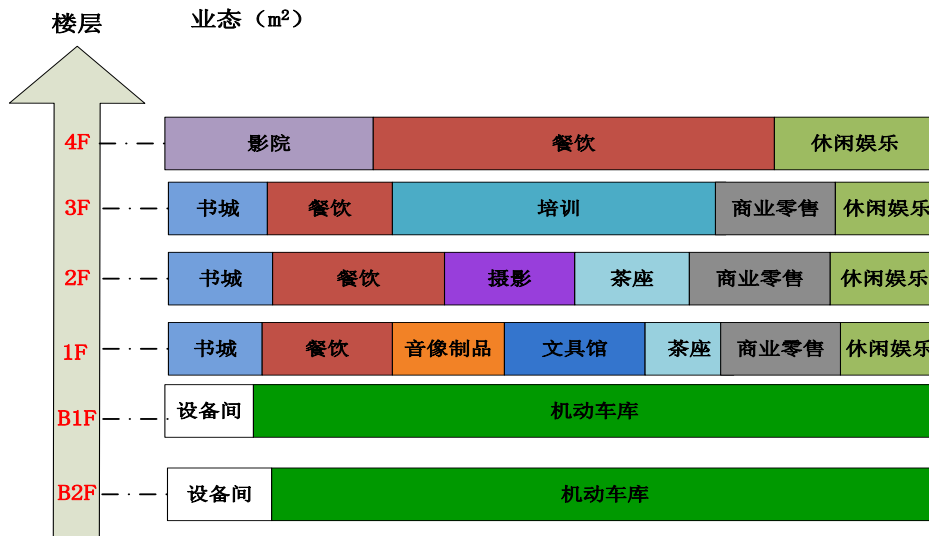 楼层 业态（m²）
4F 影院 餐饮 休闲娱乐
3F 书城 餐饮 培训 商业零售 休闲娱乐
2F 书城 餐饮 摄影 茶座 商业零售 休闲娱乐
1F 书城 餐饮 音像制品 文具馆 茶座 商业零售 休闲娱乐
B1F 设备间 机动车库
B2F 设备间 机动车库